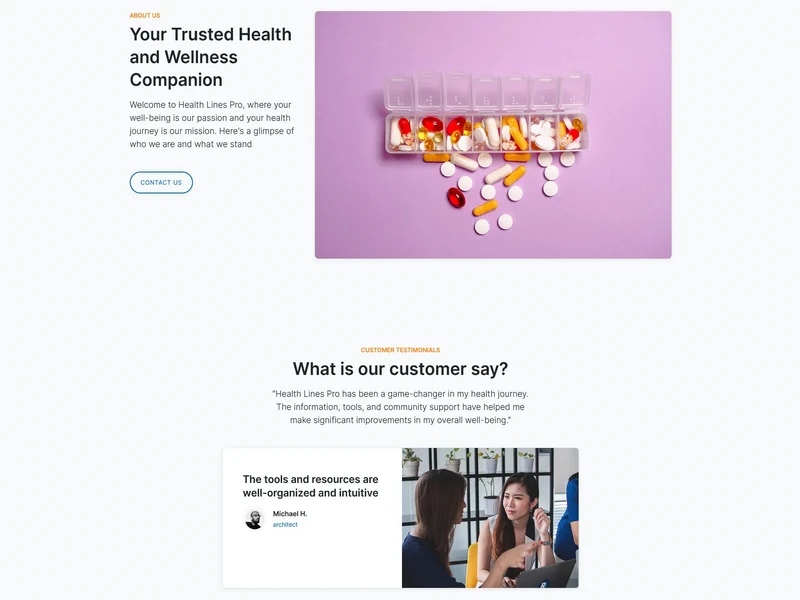 ABOUT US
Your Trusted Health
and Wellness
Companion
Welcome to Health Lines Pro, where your
well-being is our passion and your health
journey is our mission. Here's a glimpse of
who we are and what we stand
CONTACT US
CUSTOMER TESTIMONIALS
What is our customer say?
"Health Lines Pro has been a game-changer in my health journey.
The information, tools, and community support have helped me
make significant improvements in my overall well-being."
The tools and resources are
well-organized and intuitive
Michael H.
architect